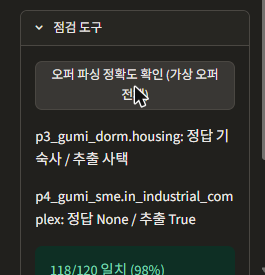 점검 도구
오퍼 파싱 정확도 확인 (가상 오퍼
p3_gumi_dorm.housing: 정답 기
숙사 / 추출 사택
p4_gumi_sme.in_industrial_com
plex: 정답 None / 추출 True
118/120 일치 (98%)